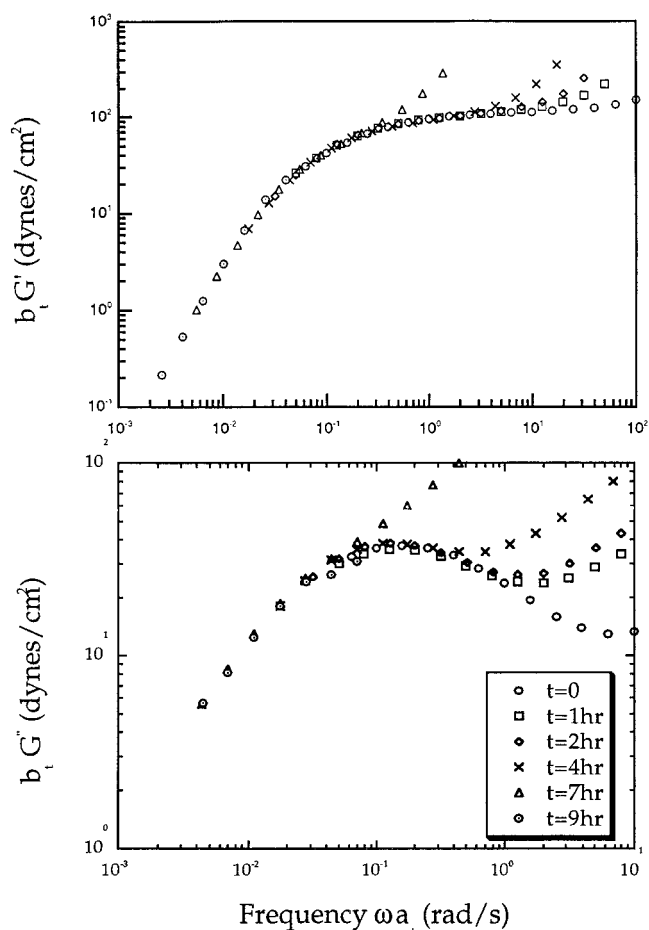 10³
10²
10¹
10⁰
10⁻¹
b_t G' (dynes/cm²)
10⁻³ 10⁻² 10⁻¹ 10⁰ 10¹ 10²
10²
10¹
10⁰
b_t G" (dynes/cm²)
t=0
t=1hr
t=2hr
t=4hr
t=7hr
t=9hr
10⁻³ 10⁻² 10⁻¹ 10⁰ 10¹
Frequency ωa (rad/s)